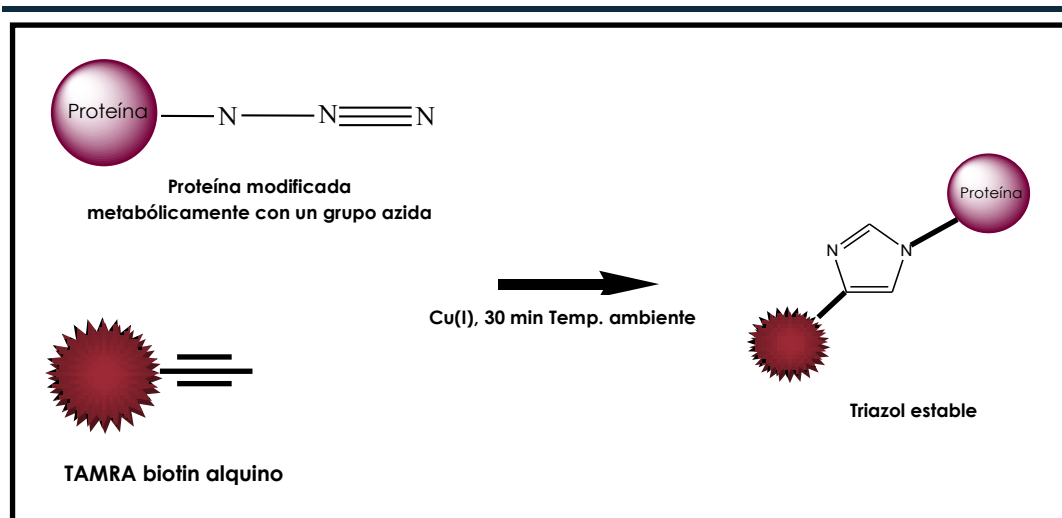 Proteína
N N N
Proteína modificada
metabólicamente con un grupo azida
TAMRA biotin alquino
Cu(I), 30 min Temp. ambiente
Proteína
N N
Triazol estable